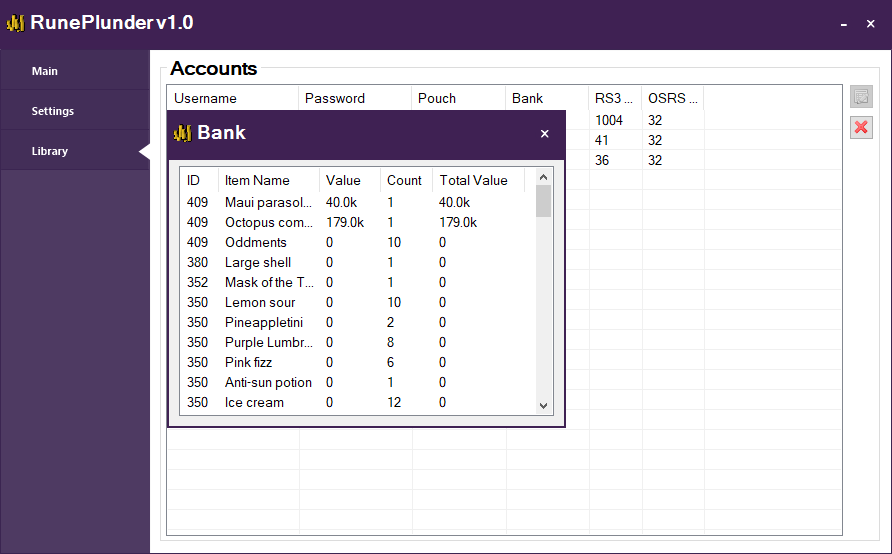 RunePlunder v1.0
Main
Settings
Library
Accounts
Username Password Pouch Bank RS3 ... OSRS ...
1004 32
41 32
36 32
Bank
ID Item Name Value Count Total Value
409 Maui parasol... 40.0k 1 40.0k
409 Octopus com... 179.0k 1 179.0k
409 Oddments 0 10 0
380 Large shell 0 1 0
352 Mask of the T... 0 1 0
350 Lemon sour 0 10 0
350 Pineappletini 0 2 0
350 Purple Lumbr... 0 8 0
350 Pink fizz 0 6 0
350 Anti-sun potion 0 1 0
350 Ice cream 0 12 0